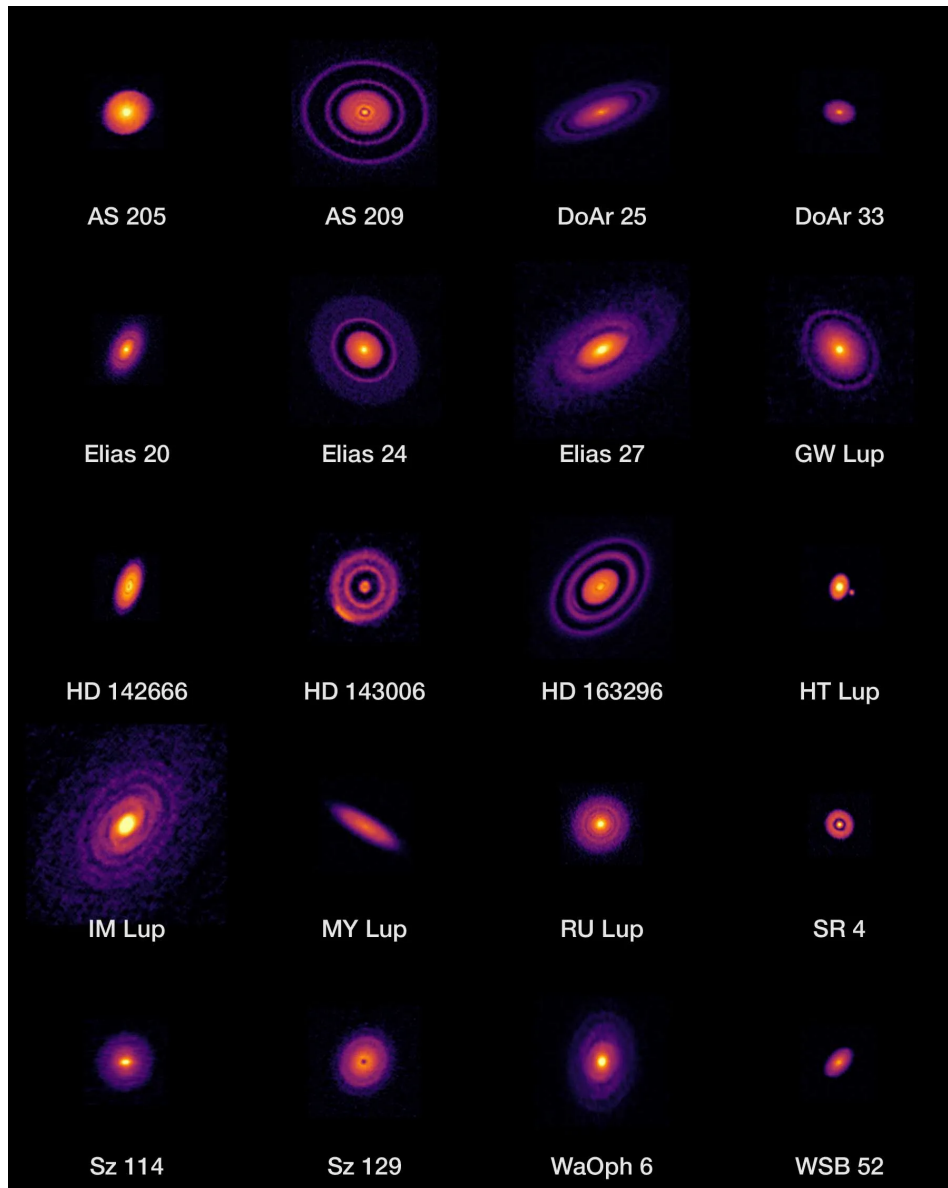 AS 205
AS 209
DoAr 25
DoAr 33
Elias 20
Elias 24
Elias 27
GW Lup
HD 142666
HD 143006
HD 163296
HT Lup
IM Lup
MY Lup
RU Lup
SR 4
Sz 114
Sz 129
WaOph 6
WSB 52